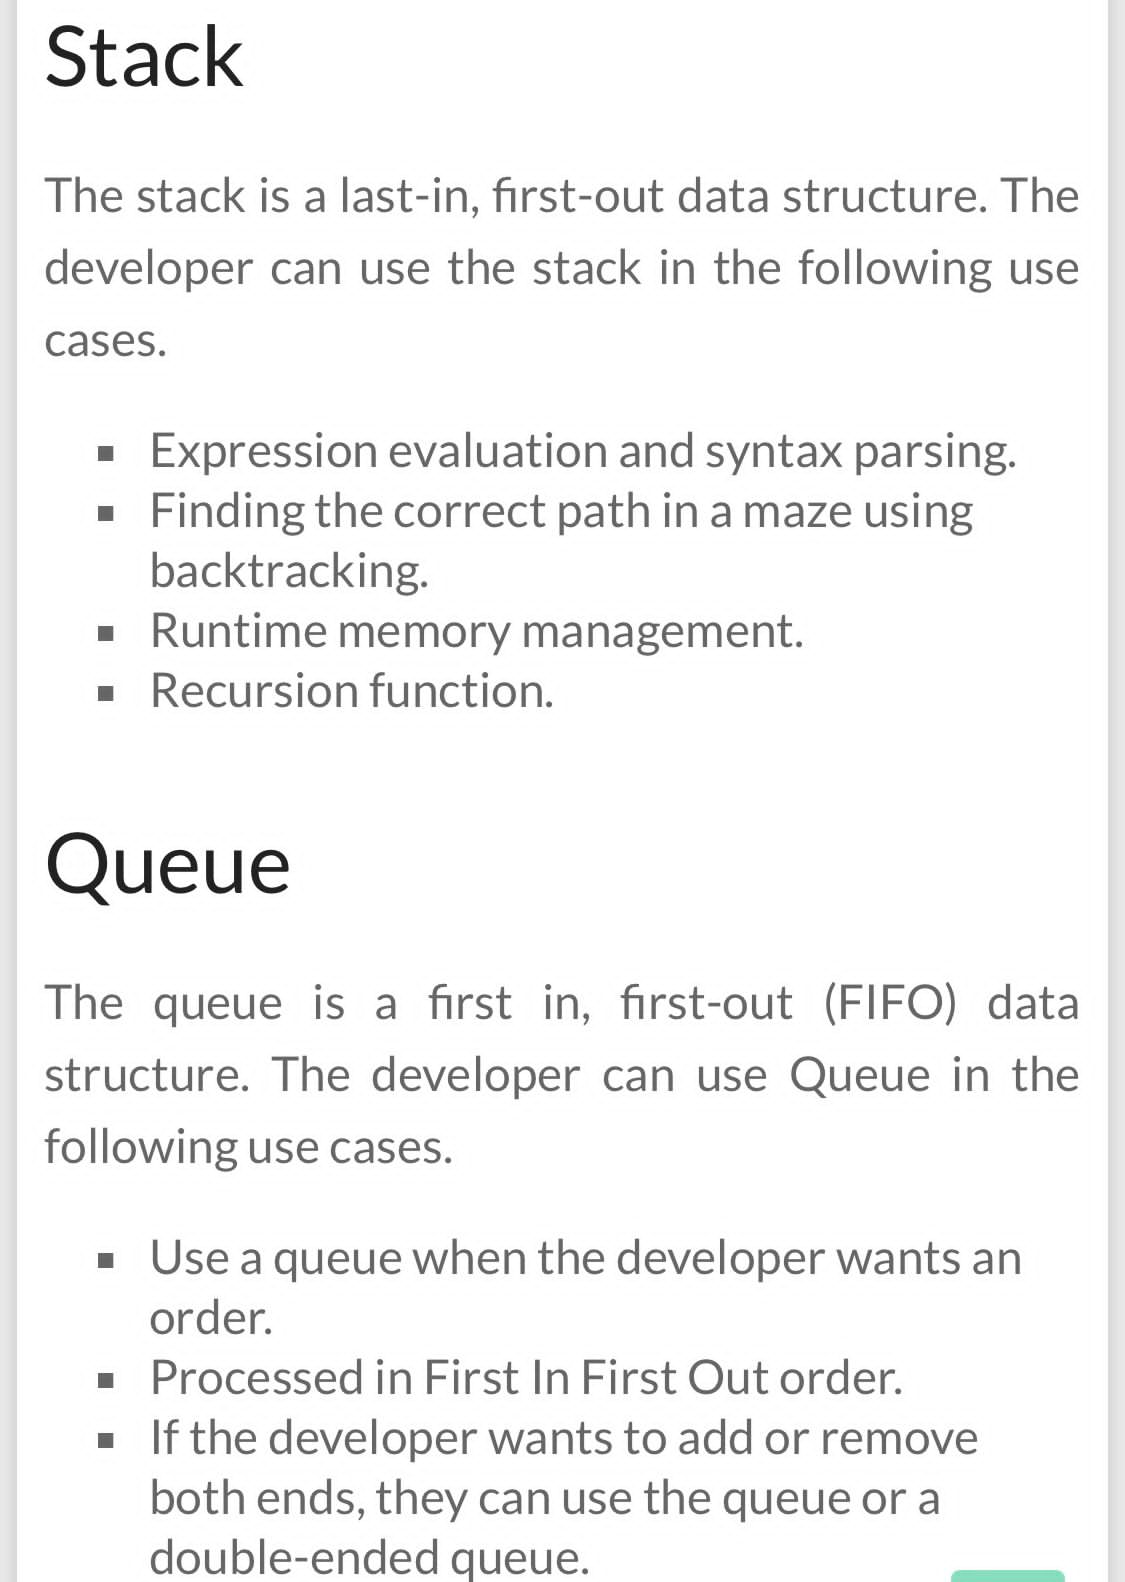 Stack
The stack is a last-in, first-out data structure. The
developer can use the stack in the following use
cases.
▪ Expression evaluation and syntax parsing.
▪ Finding the correct path in a maze using
backtracking.
▪ Runtime memory management.
▪ Recursion function.
Queue
The queue is a first in, first-out (FIFO) data
structure. The developer can use Queue in the
following use cases.
▪ Use a queue when the developer wants an
order.
▪ Processed in First In First Out order.
▪ If the developer wants to add or remove
both ends, they can use the queue or a
double-ended queue.